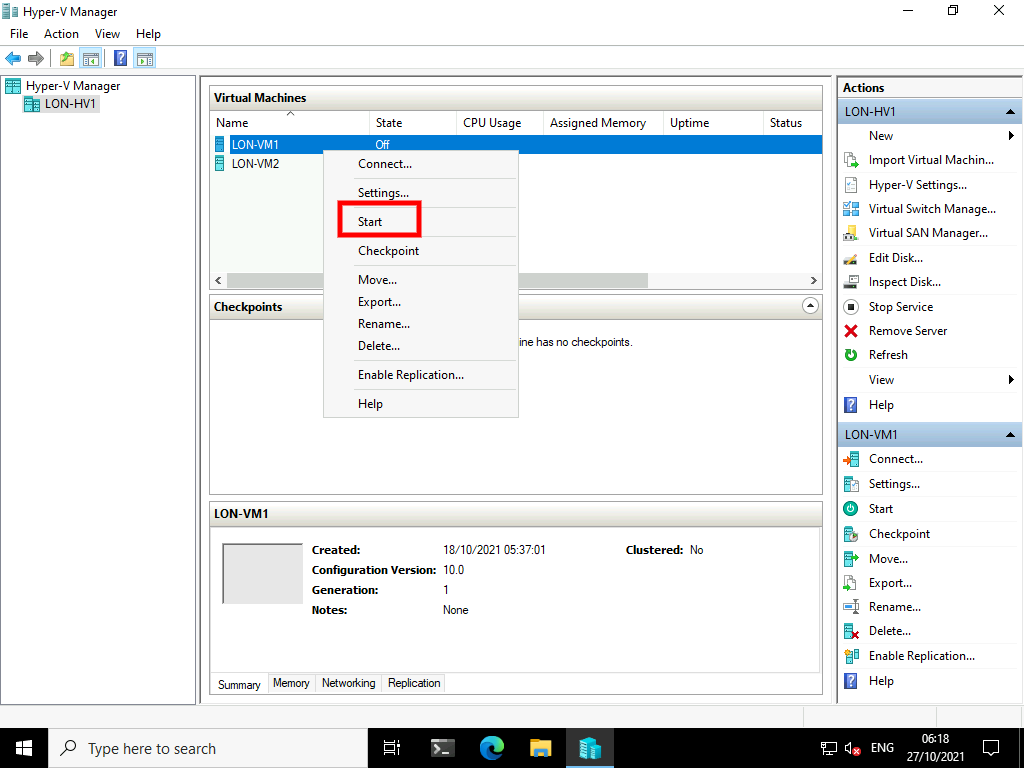 Hyper-V Manager
File Action View Help
Hyper-V Manager
LON-HV1
Virtual Machines
Name State CPU Usage Assigned Memory Uptime Status
LON-VM1 Off
LON-VM2
Connect...
Settings...
Start
Checkpoint
Move...
Export...
Rename...
Delete...
Enable Replication...
Help
Checkpoints
ine has no checkpoints.
LON-VM1
Created: 18/10/2021 05:37:01 Clustered: No
Configuration Version: 10.0
Generation: 1
Notes: None
Summary Memory Networking Replication
Actions
LON-HV1
New
Import Virtual Machin...
Hyper-V Settings...
Virtual Switch Manage...
Virtual SAN Manager...
Edit Disk...
Inspect Disk...
Stop Service
Remove Server
Refresh
View
Help
LON-VM1
Connect...
Settings...
Start
Checkpoint
Move...
Export...
Rename...
Delete...
Enable Replication...
Help
Type here to search
ENG
06:18
27/10/2021